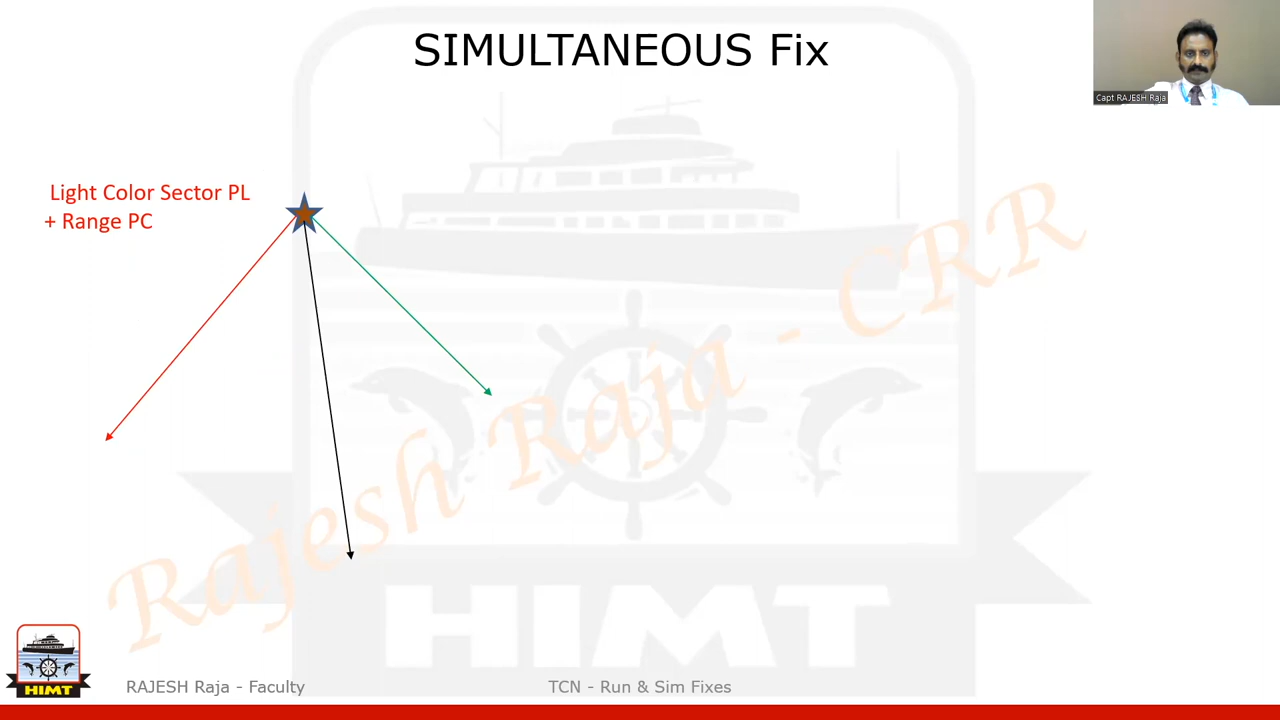 SIMULTANEOUS Fix
Capt RAJESH Raja
Light Color Sector PL
+ Range PC
Rajesh Raja - CRR
HIMT
HIMT
RAJESH Raja - Faculty
TCN - Run & Sim Fixes